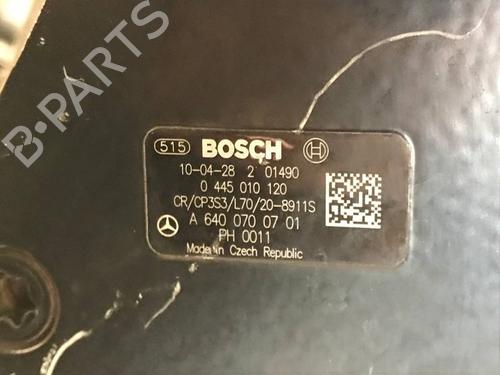 B-PARTS
515 BOSCH
10-04-28 2 01490
0 445 010 120
CR/CP3S3/L70/20-8911S
A 640 070 07 01
PH 0011
Made in Czech Republic